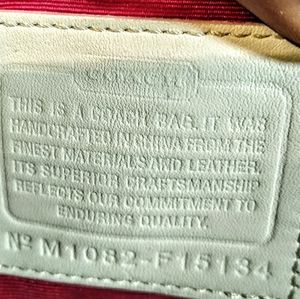 COACH
THIS IS A COACH BAG. IT WAS
HANDCRAFTED IN CHINA FROM THE
FINEST MATERIALS AND LEATHER.
ITS SUPERIOR CRAFTSMANSHIP
REFLECTS OUR COMMITMENT TO
ENDURING QUALITY.
Nº M1082-F15134